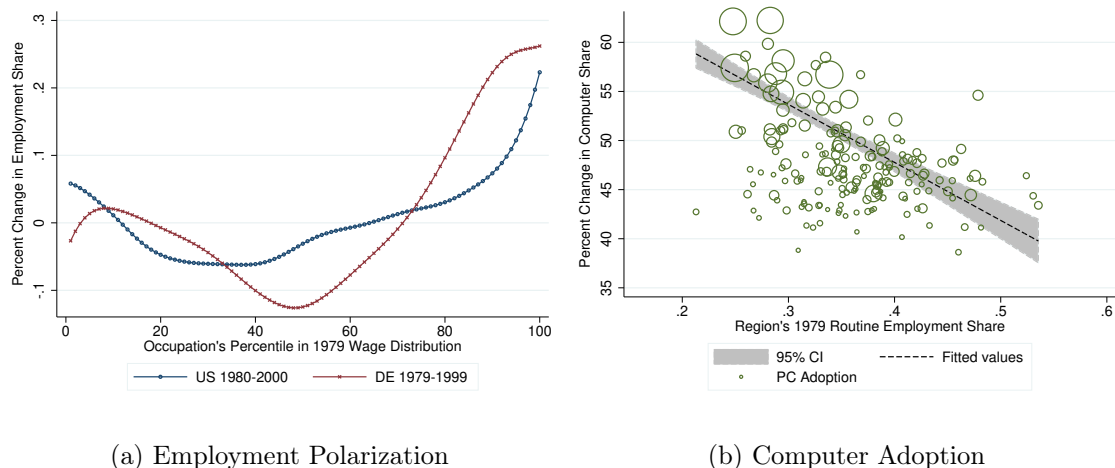 Percent Change in Employment Share
.3
.2
.1
0
-.1
0 20 40 60 80 100
Occupation's Percentile in 1979 Wage Distribution
US 1980-2000 DE 1979-1999
(a) Employment Polarization
Percent Change in Computer Share
60
55
50
45
40
35
.2 .3 .4 .5 .6
Region's 1979 Routine Employment Share
95% CI Fitted values
PC Adoption
(b) Computer Adoption